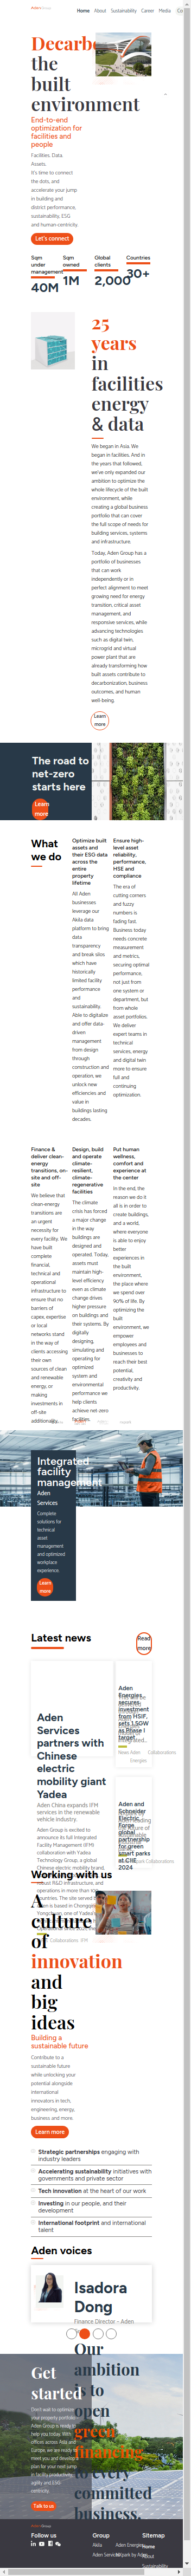 Aden Group
Home About Sustainability Career Media Co
Decarb
the
built
environment
End-to-end
optimization for
facilities and
people
Facilities. Data.
Assets.
It's time to connect
the dots, and
accelerate your jump
in building and
district performance,
sustainability, ESG
and human-centricity.
Let's connect
Sqm
under
management
40M
Sqm
owned
1M
Global
clients
2,000
Countries
30+
25
years
in
facilities
energy
& data
We began in Asia. We
began in facilities. And in
the years that followed,
we've only expanded our
ambition to optimize the
whole lifecycle of the built
environment, while
creating a global business
portfolio that can cover
the full scope of needs for
building services, systems
and infrastructure.
Today, Aden Group has a
portfolio of businesses
that can work
independently or in
perfect alignment to meet
growing need for energy
transition, critical asset
management, and
responsive services, while
advancing technologies
such as digital twin,
microgrid and virtual
power plant that are
already transforming how
built assets contribute to
decarbonization, business
outcomes, and human
well-being.
Learn
more
The road to
net-zero
starts here
Learn
more
What
we do
Optimize built
assets and
their ESG data
across the
entire
property
lifetime
All Aden
businesses
leverage our
Akila data
platform to bring
data
transparency
and break silos
which have
historically
limited facility
performance
and
sustainability.
Able to digitalize
and offer data-
driven
management
from design
through
construction and
operation, we
unlock new
efficiencies and
value in
buildings lasting
decades.
Ensure high-
level asset
reliability,
performance,
HSE and
compliance
The era of
cutting corners
and fuzzy
numbers is
fading fast.
Business today
needs concrete
measurement
and metrics,
securing optimal
performance,
not just from
one system or
department, but
from whole
asset portfolios.
We deliver
expert teams in
technical
services, energy
and digital twin
more to ensure
full and
continuing
optimization.
Finance &
deliver clean-
energy
transitions, on-
site and off-
site
We believe that
clean-energy
transitions are
an urgent
necessity for
every facility. We
have built
complete
financial,
technical and
operational
infrastructure to
ensure that no
barriers of
capex, expertise
or local
networks stand
in the way of
clients accessing
their own
sources of clean
and renewable
energy, or
making
investments in
off-site
additionality.
Design, build
and operate
climate-
resilient,
climate-
regenerative
facilities
The climate
crisis has forced
a major change
in the way
buildings are
designed and
operated. Today,
assets must
maintain high-
level efficiency
even as climate
change drives
higher pressure
on buildings and
their systems. By
digitally
designing,
simulating and
operating for
optimized
system and
environmental
performance we
help clients
achieve net-zero
facilities.
Put human
wellness,
comfort and
experience at
the center
In the end, the
reason we do it
all is in order to
create buildings,
and a world,
where everyone
is able to enjoy
better
experiences in
the built
environment,
the place where
we spend over
90% of life. By
optimizing the
built
environment, we
empower
employees and
businesses to
reach their best
potential,
creativity and
productivity.
Integrated
facility
management
Aden
Services
Complete
solutions for
technical
asset
management
and optimized
workplace
experience.
Learn
more
Latest news
Read
more
Aden
Services
partners with
Chinese
electric
mobility giant
Yadea
Aden China expands IFM
services in the renewable
vehicle industry.
Aden Group is excited to
announce its full Integrated
Facility Management (IFM)
collaboration with Yadea
Technology Group, a global
Chinese electric mobility brand,
Collaborations, IFM
Aden
Energies
secures
investment
from HSIF,
sets 1.5GW
as Phase I
target
News Aden
Energies
Collaborations
Aden and
Schneider
Electric
Forge
global
partnership
for green
smart parks
at CIIE
2024
Collaborations
Working with us
A
culture
of
innovation
and
big
ideas
Building a
sustainable future
Contribute to a
sustainable future
while unlocking your
potential alongside
international
innovators in tech,
engineering, energy,
business and more.
Learn more
Strategic partnerships engaging with
industry leaders
Accelerating sustainability initiatives with
governments and private sector
Tech innovation at the heart of our work
Investing in our people, and their
development
International footprint and international
talent
Aden voices
Isadora
Dong
Finance Director – Aden
Our
ambition
is to
open
green
financing
to every
committed
business.
Get
started
Don't wait to optimize
your property portfolio.
Aden Group is ready to
help you today. With
offices across Asia and
Europe, we are ready to
meet you and develop
the plan for your next
jump in facility productivity,
agility and ESG-
centricity.
Talk to us
Aden Group
Follow us
Group
Akila
Aden Energies
Aden Services
NXpark by Aden
Sitemap
Home
About
Sustainability